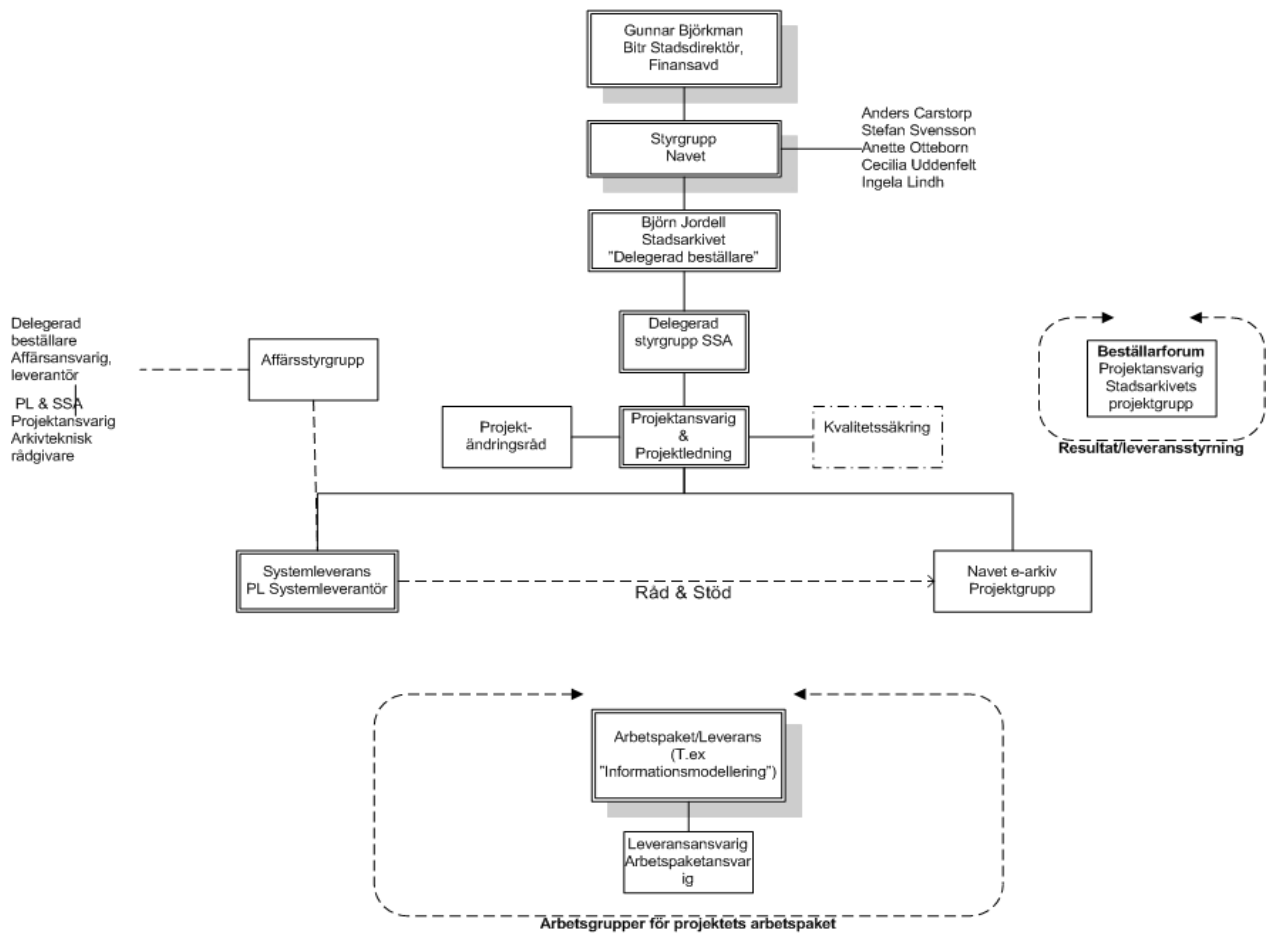 Gunnar Björkman
Bitr Stadsdirektör,
Finansavd
Styrgrupp
Navet
Anders Carstorp
Stefan Svensson
Anette Otteborn
Cecilia Uddenfelt
Ingela Lindh
Björn Jordell
Stadsarkivet
"Delegerad beställare"
Delegerad
styrgrupp SSA
Delegerad
beställare
Affärsansvarig,
leverantör
PL & SSA
Projektansvarig
Arkivteknisk
rådgivare
Affärsstyrgrupp
Beställarforum
Projektansvarig
Stadsarkivets
projektgrupp
Resultat/leveransstyrning
Projekt-
ändringsråd
Projektansvarig
&
Projektledning
Kvalitetssäkring
Systemleverans
PL Systemleverantör
Råd & Stöd
Navet e-arkiv
Projektgrupp
Arbetspaket/Leverans
(T.ex
"Informationsmodellering")
Leveransansvarig
Arbetspaketansvar
ig
Arbetsgrupper för projektets arbetspaket